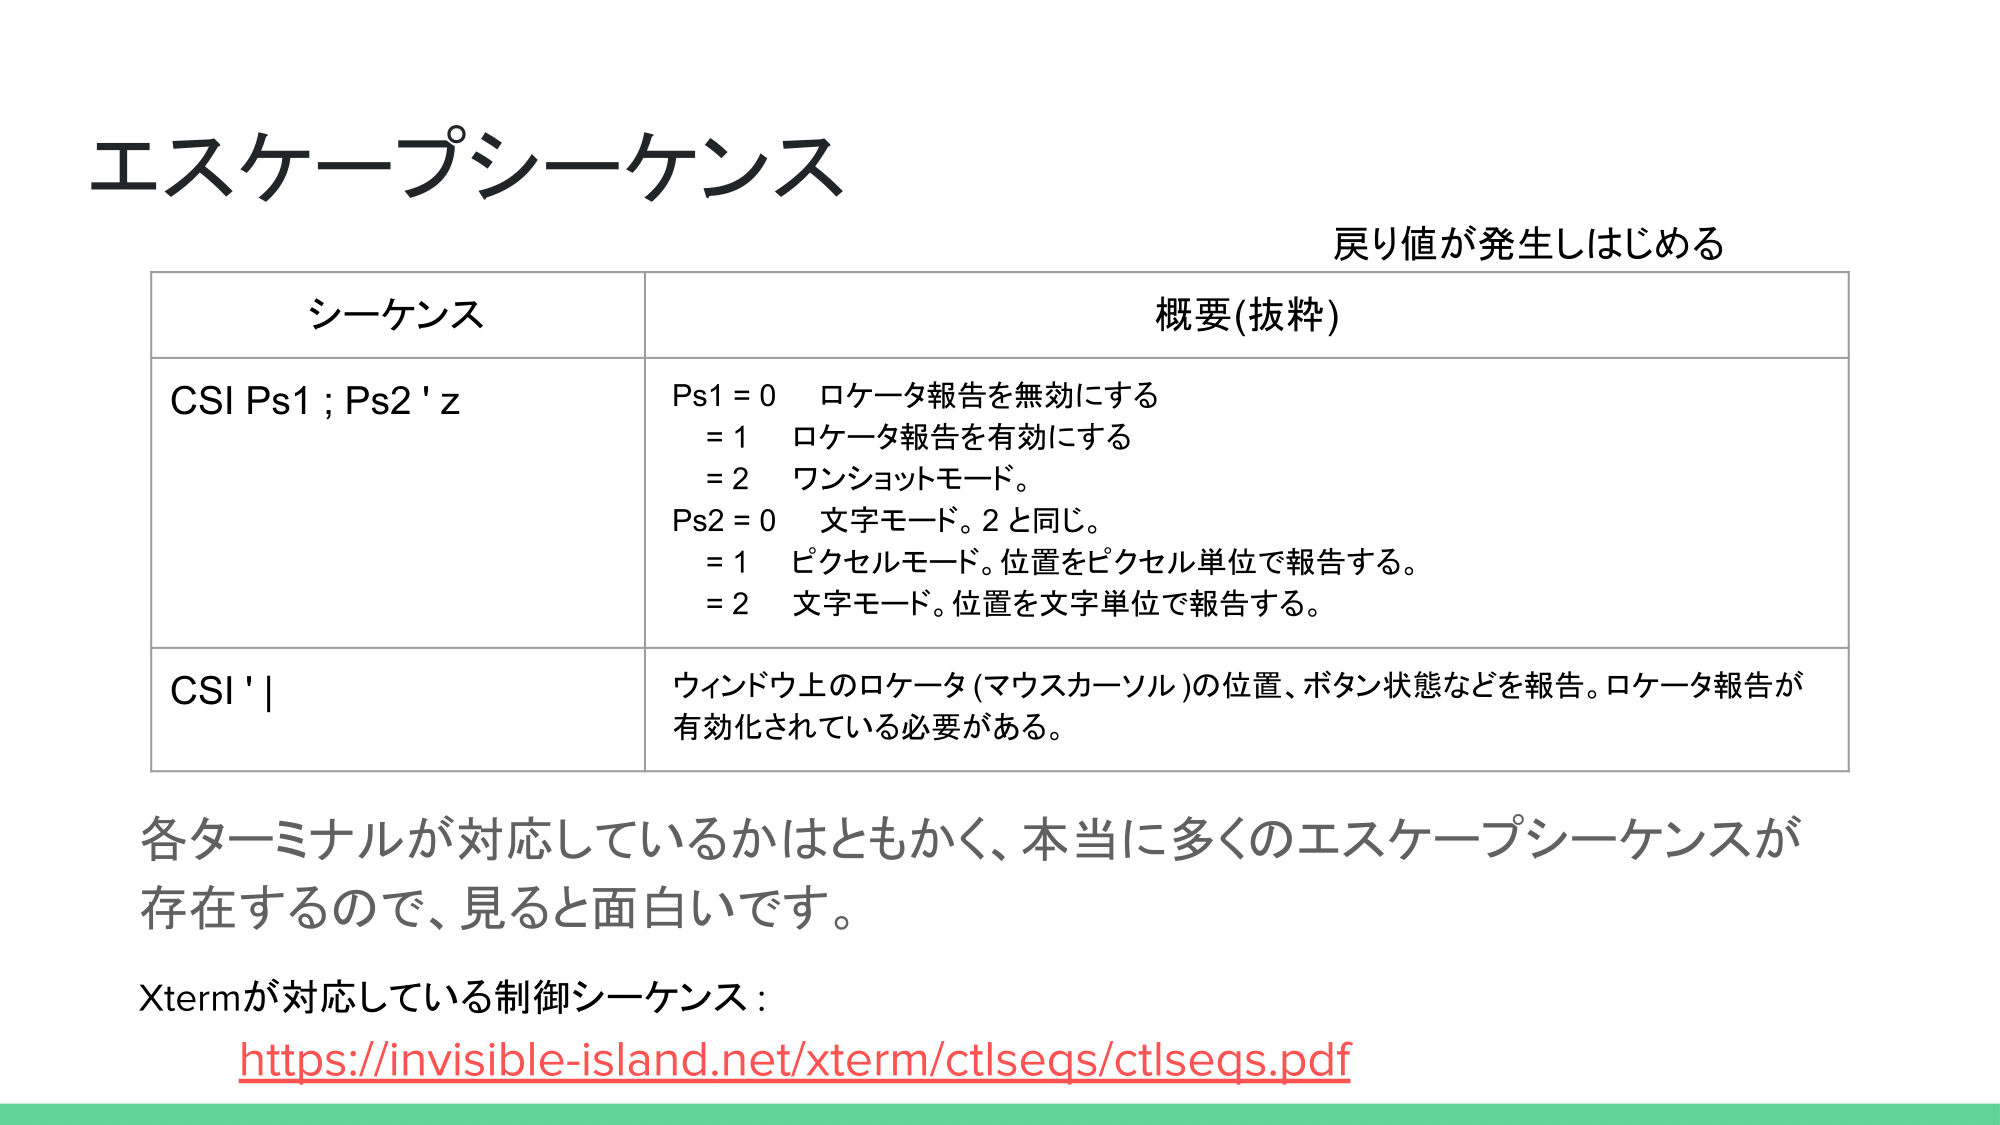 エスケープシーケンス
戻り値が発生しはじめる
シーケンス
概要(抜粋)
CSI Ps1 ; Ps2 ' z
Ps1 = 0 ロケータ報告を無効にする
= 1 ロケータ報告を有効にする
= 2 ワンショットモード。
Ps2 = 0 文字モード。2 と同じ。
= 1 ピクセルモード。位置をピクセル単位で報告する。
= 2 文字モード。位置を文字単位で報告する。
CSI ' |
ウィンドウ上のロケータ (マウスカーソル )の位置、ボタン状態などを報告。ロケータ報告が
有効化されている必要がある。
各ターミナルが対応しているかはともかく、本当に多くのエスケープシーケンスが
存在するので、見ると面白いです。
Xtermが対応している制御シーケンス :
https://invisible-island.net/xterm/ctlseqs/ctlseqs.pdf